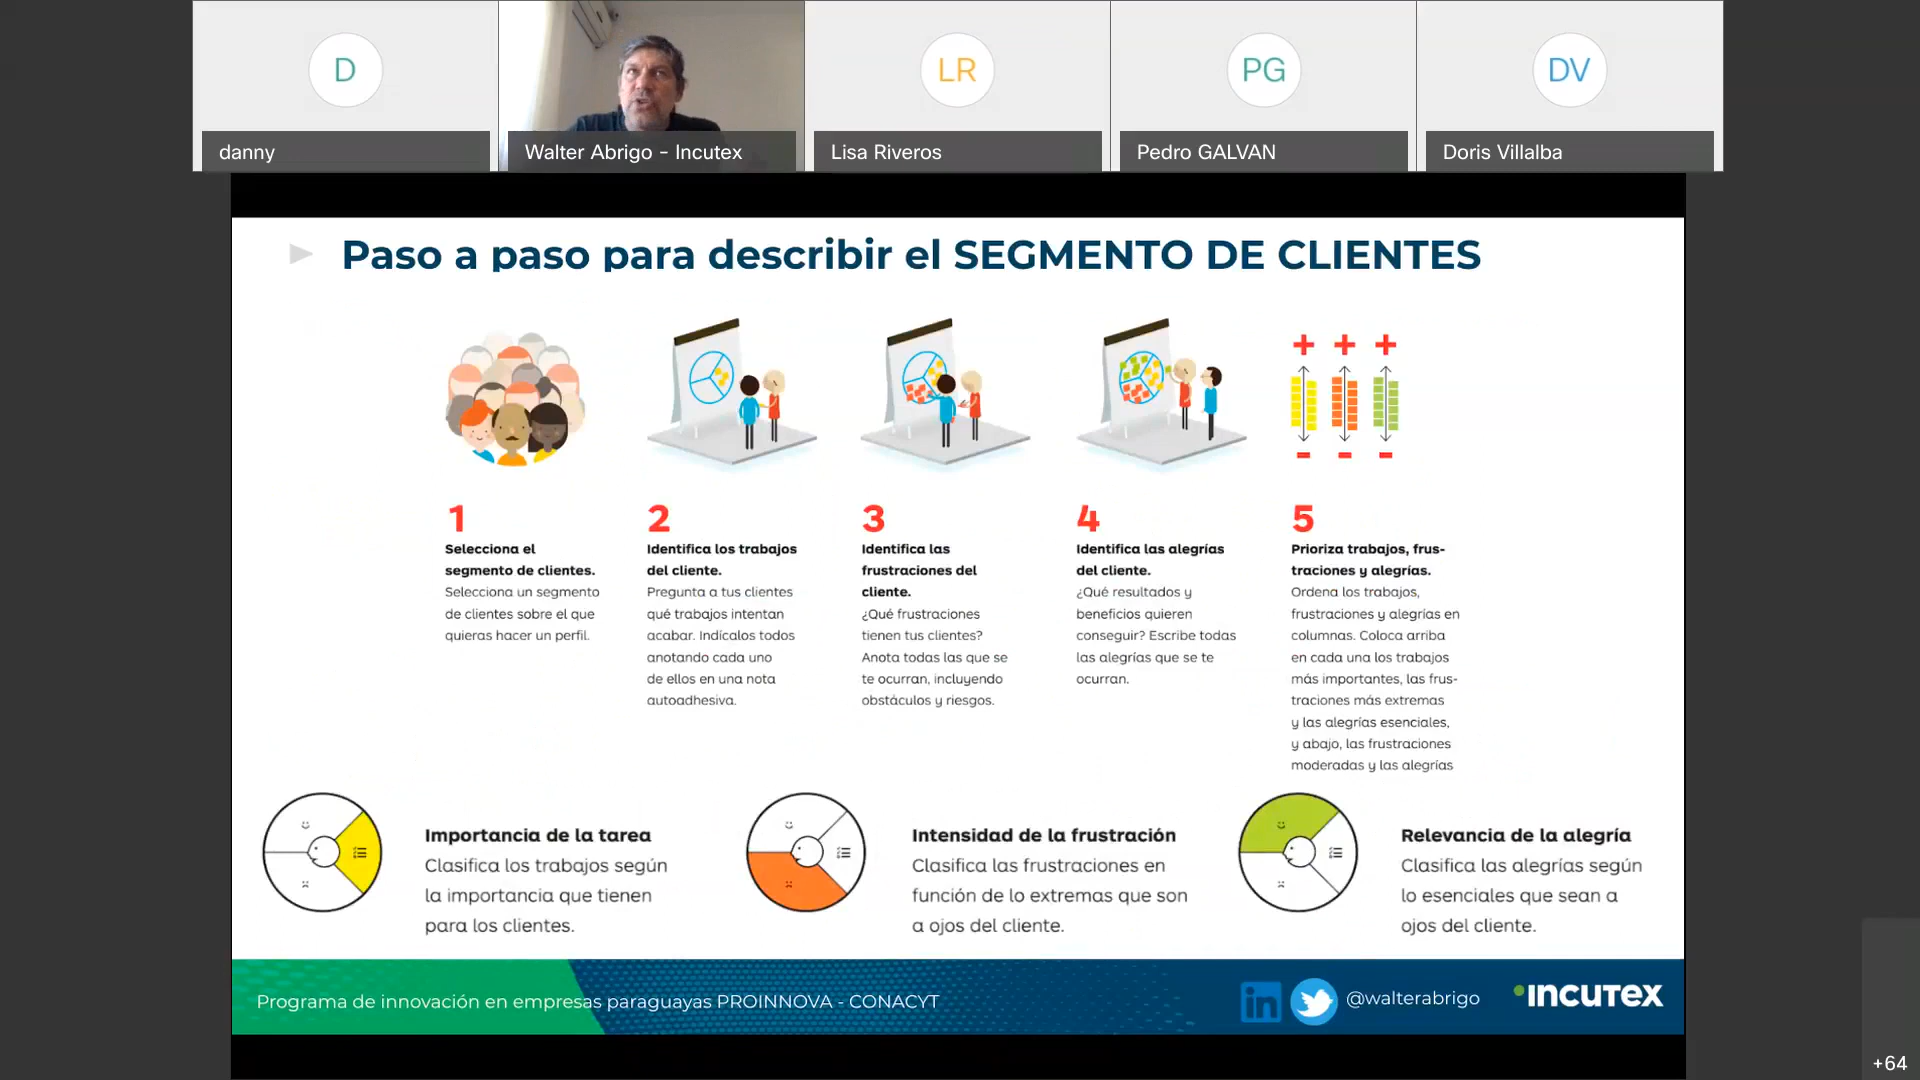 D
LR
PG
DV
danny
Walter Abrigo - Incutex
Lisa Riveros
Pedro GALVAN
Doris Villalba
Paso a paso para describir el SEGMENTO DE CLIENTES
1
Selecciona el
segmento de clientes.
Selecciona un segmento
de clientes sobre el que
quieras hacer un perfil.
2
Identifica los trabajos
del cliente.
Pregunta a tus clientes
qué trabajos intentan
acabar. Indícalos todos
anotando cada uno
de ellos en una nota
autoadhesiva.
3
Identifica las
frustraciones del
cliente.
¿Qué frustraciones
tienen tus clientes?
Anota todas las que se
te ocurran, incluyendo
obstáculos y riesgos.
4
Identifica las alegrías
del cliente.
¿Qué resultados y
beneficios quieren
conseguir? Escribe todas
las alegrías que se te
ocurran.
+ + +
- - -
5
Prioriza trabajos, frus-
traciones y alegrías.
Ordena los trabajos,
frustraciones y alegrías en
columnas. Coloca arriba
en cada una los trabajos
más importantes, las frus-
traciones más extremas
y las alegrías esenciales,
y abajo, las frustraciones
moderadas y las alegrías
Importancia de la tarea
Clasifica los trabajos según
la importancia que tienen
para los clientes.
Intensidad de la frustración
Clasifica las frustraciones en
función de lo extremas que son
a ojos del cliente.
Relevancia de la alegría
Clasifica las alegrías según
lo esenciales que sean a
ojos del cliente.
Programa de innovación en empresas paraguayas PROINNOVA - CONACYT
in
@walterabrigo
INCUTEX
+64